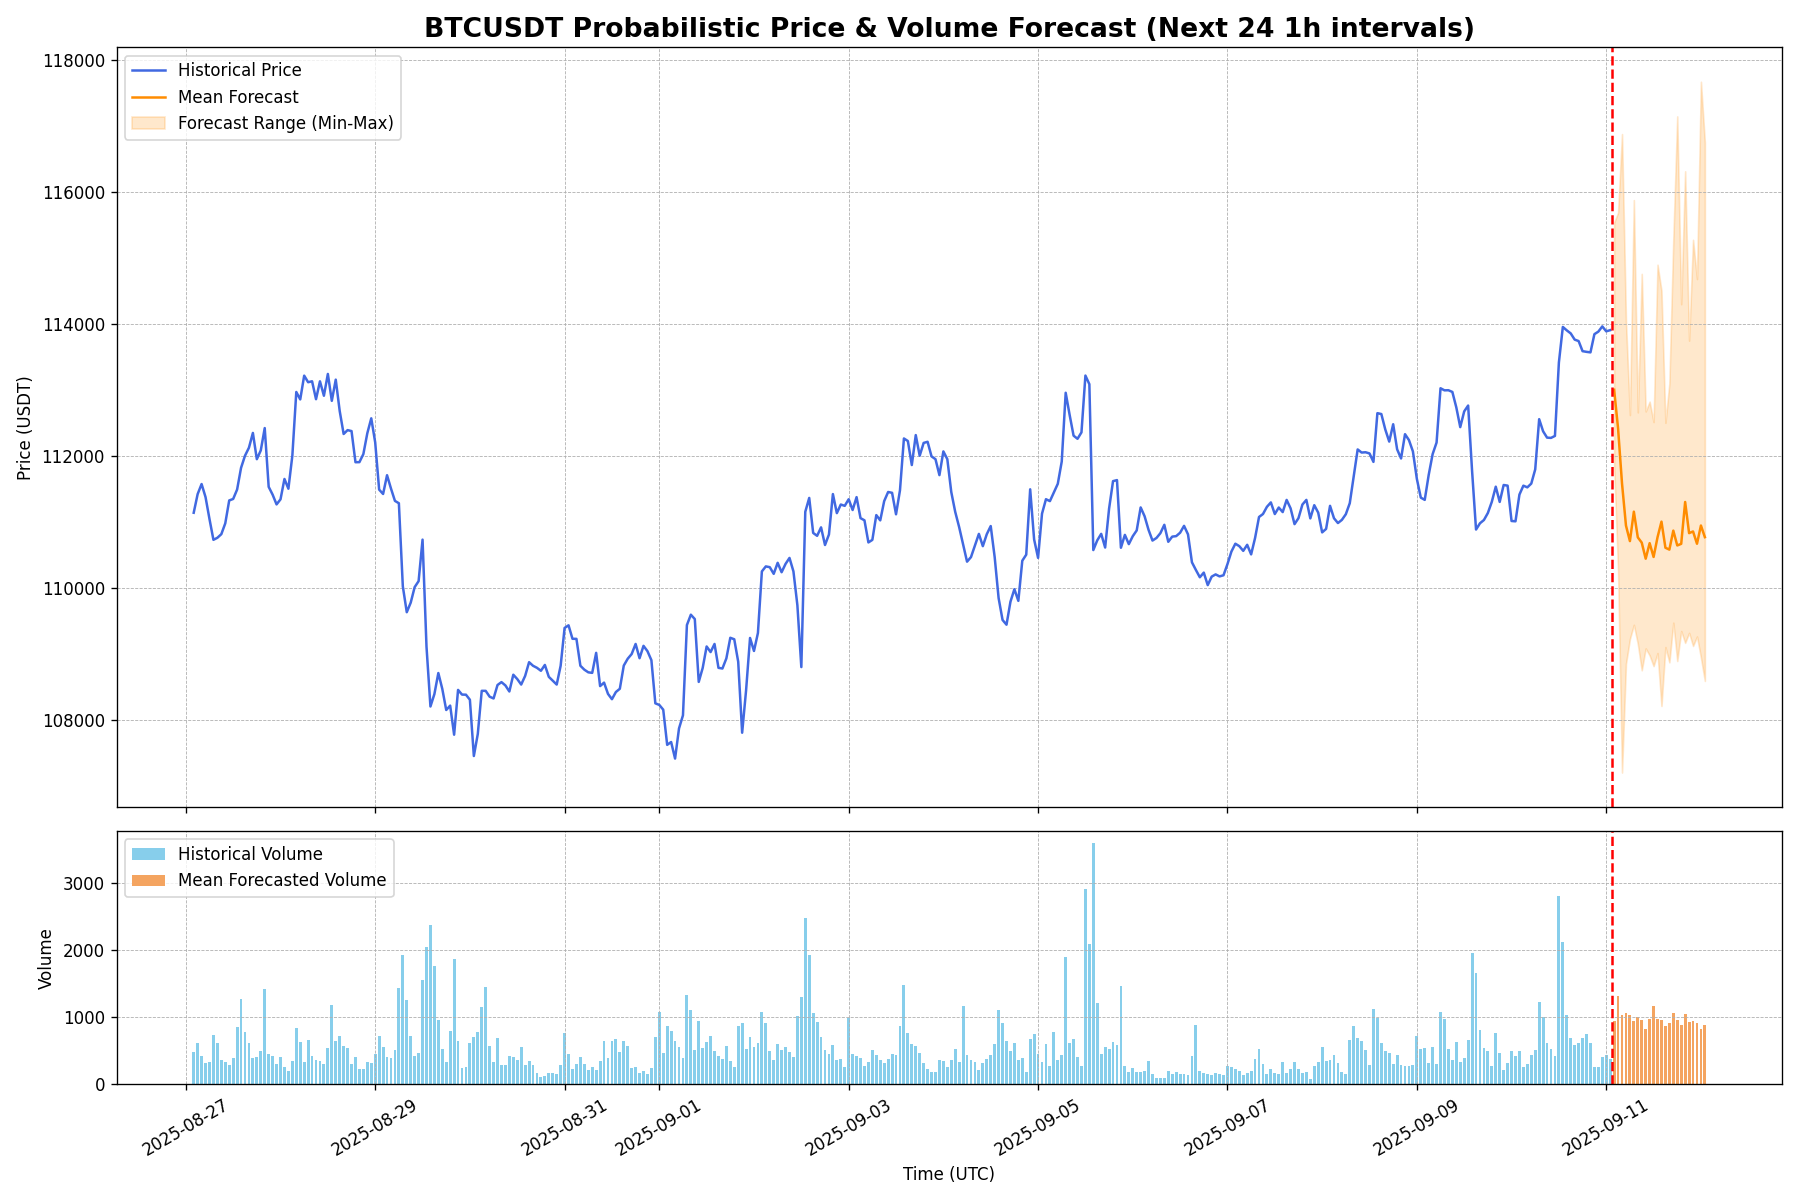 BTCUSDT Probabilistic Price & Volume Forecast (Next 24 1h intervals)
Historical Price
Mean Forecast
Forecast Range (Min-Max)
118000
116000
114000
112000
110000
108000
Price (USDT)
Historical Volume
Mean Forecasted Volume
3000
2000
1000
0
Volume
2025-08-27
2025-08-29
2025-08-31
2025-09-01
2025-09-03
2025-09-05
2025-09-07
2025-09-09
2025-09-11
Time (UTC)